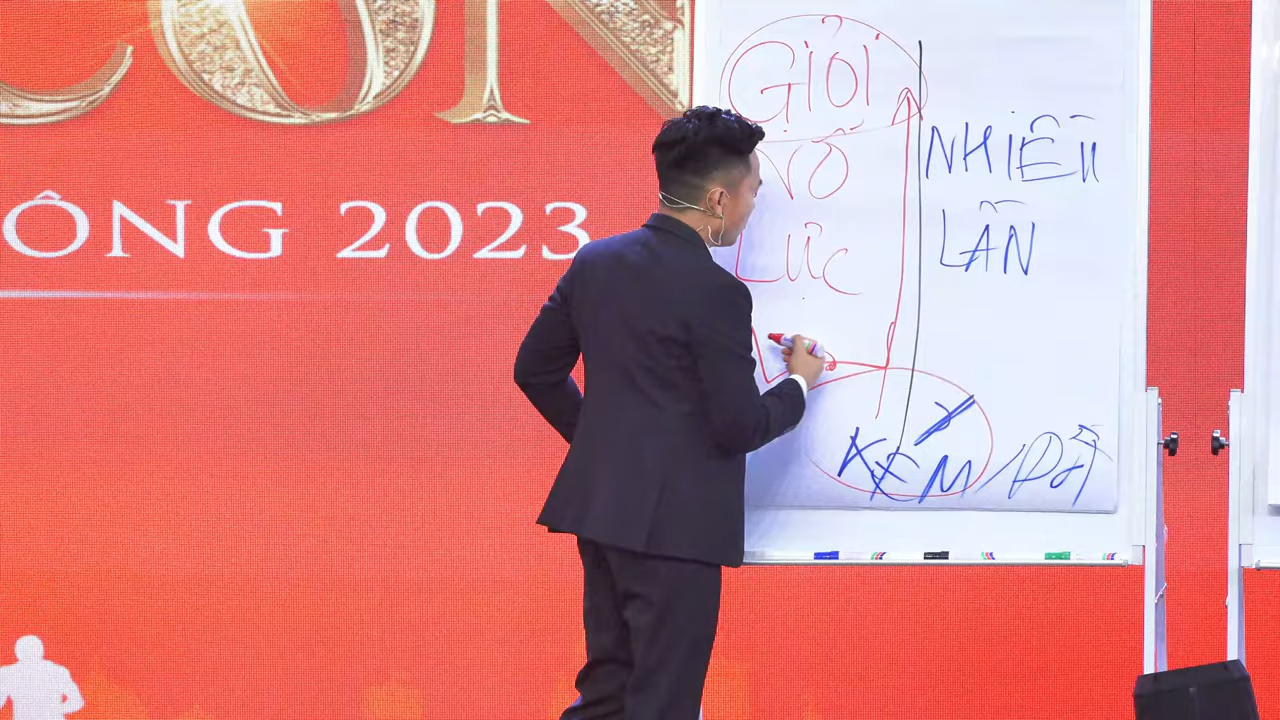 ÔNG 2023
GIỎI
NỖ
LỰC
NHIỀU
LẦN
KÉM